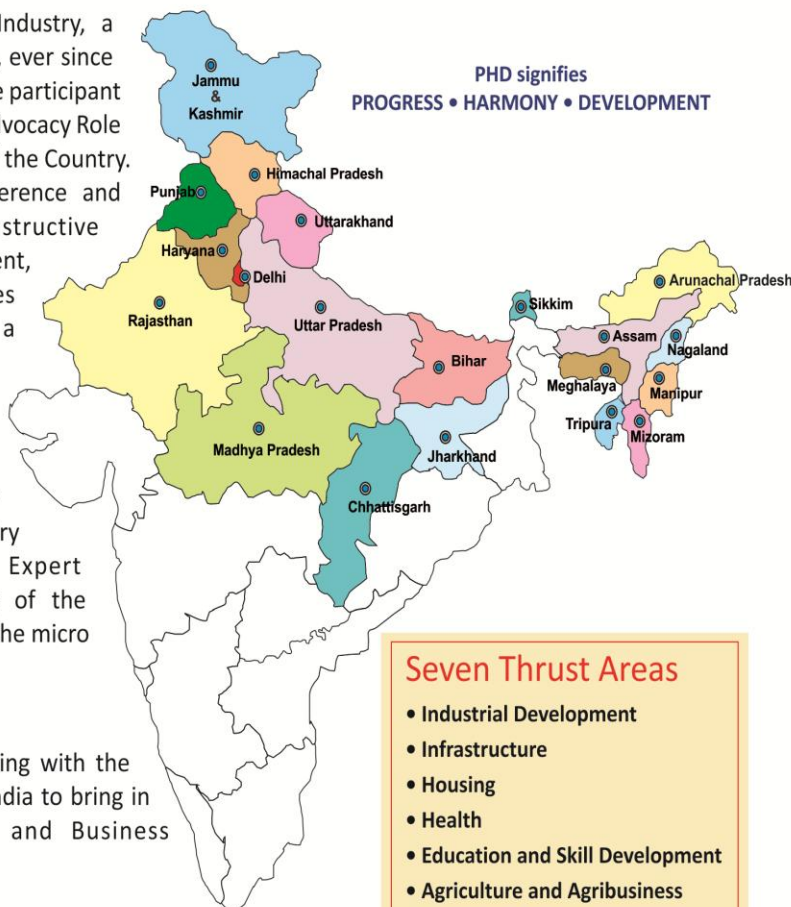 Industry, a
, ever since
e participant
dvocacy Role
the Country.
erence and
structive
ent,
es
a
ry
Expert
of the
he micro
ing with the
ndia to bring in
and Business
PHD signifies
PROGRESS • HARMONY • DEVELOPMENT
Jammu
&
Kashmir
Himachal Pradesh
Punjab
Uttarakhand
Haryana
Delhi
Rajasthan
Uttar Pradesh
Bihar
Sikkim
Arunachal Pradesh
Assam
Nagaland
Meghalaya
Manipur
Tripura
Mizoram
Madhya Pradesh
Jharkhand
Chhattisgarh
Seven Thrust Areas
• Industrial Development
• Infrastructure
• Housing
• Health
• Education and Skill Development
• Agriculture and Agribusiness